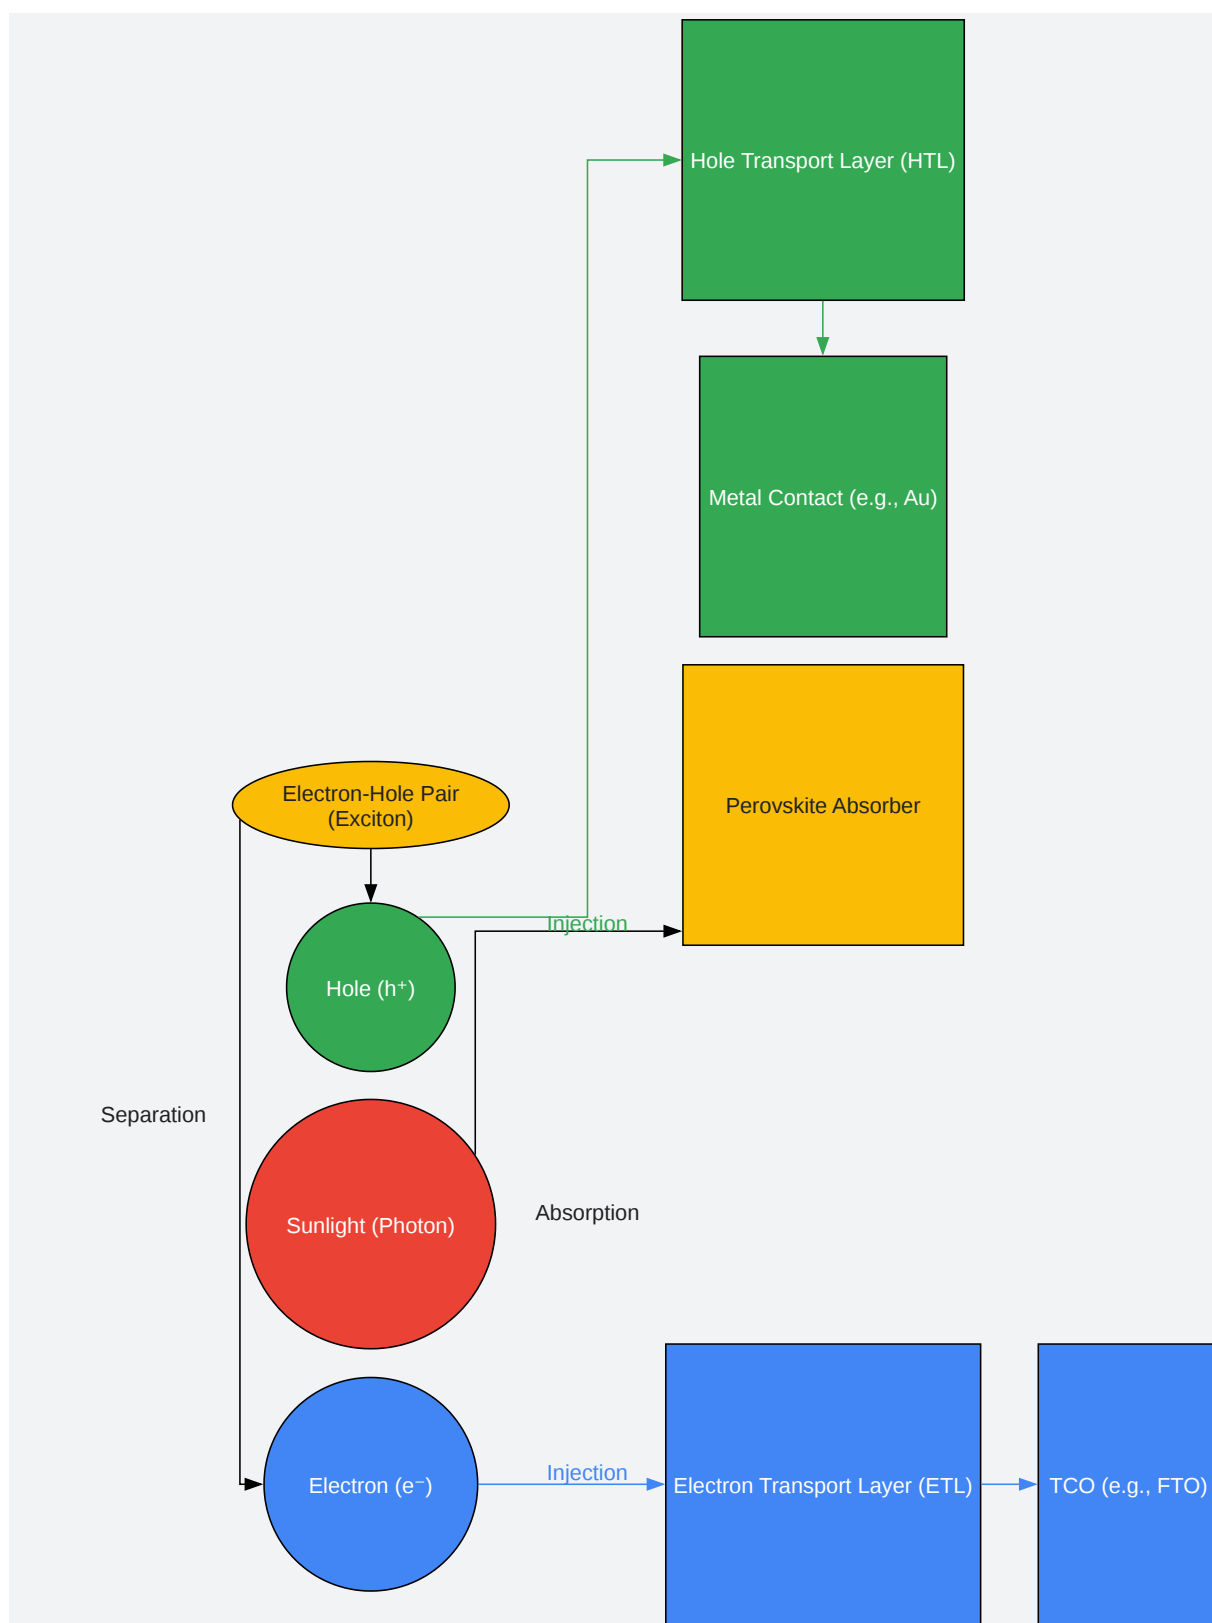 Hole Transport Layer (HTL)
Metal Contact (e.g., Au)
Electron-Hole Pair
(Exciton)
Perovskite Absorber
Injection
Hole (h⁺)
Separation
Absorption
Sunlight (Photon)
Injection
Electron (e⁻)
Electron Transport Layer (ETL)
TCO (e.g., FTO)